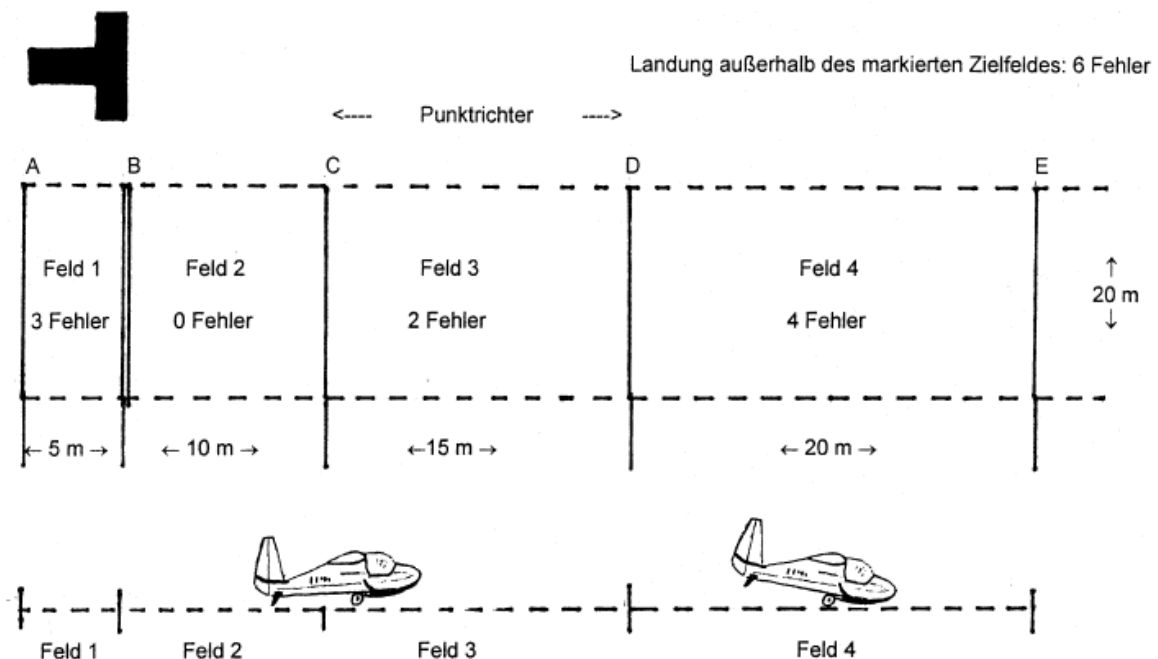 Landung außerhalb des markierten Zielfeldes: 6 Fehler
<---- Punktrichter ---->
A B C D E
Feld 1 Feld 2 Feld 3 Feld 4
3 Fehler 0 Fehler 2 Fehler 4 Fehler
↑
20 m
↓
← 5 m → ← 10 m → ←15 m → ← 20 m →
Feld 1 Feld 2 Feld 3 Feld 4